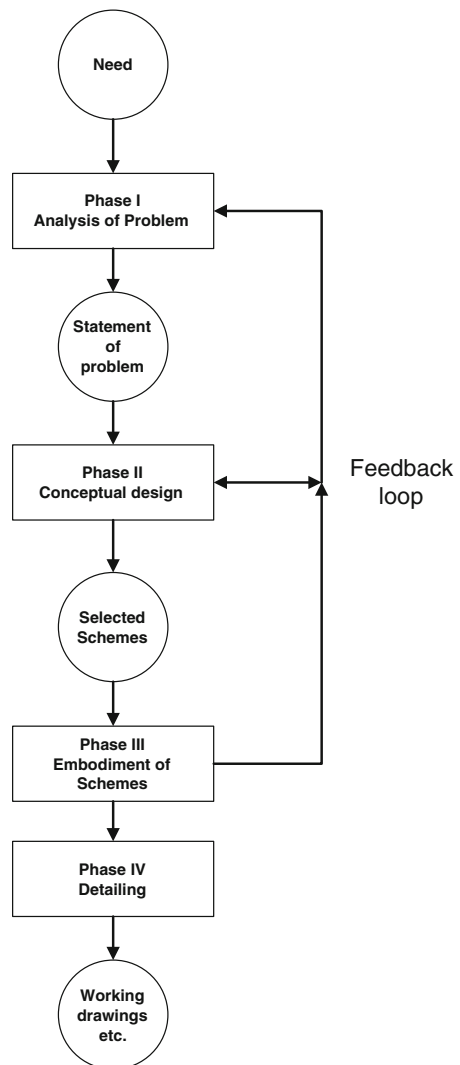 Need
Phase I
Analysis of Problem
Statement
of
problem
Phase II
Conceptual design
Feedback
loop
Selected
Schemes
Phase III
Embodiment of
Schemes
Phase IV
Detailing
Working
drawings
etc.